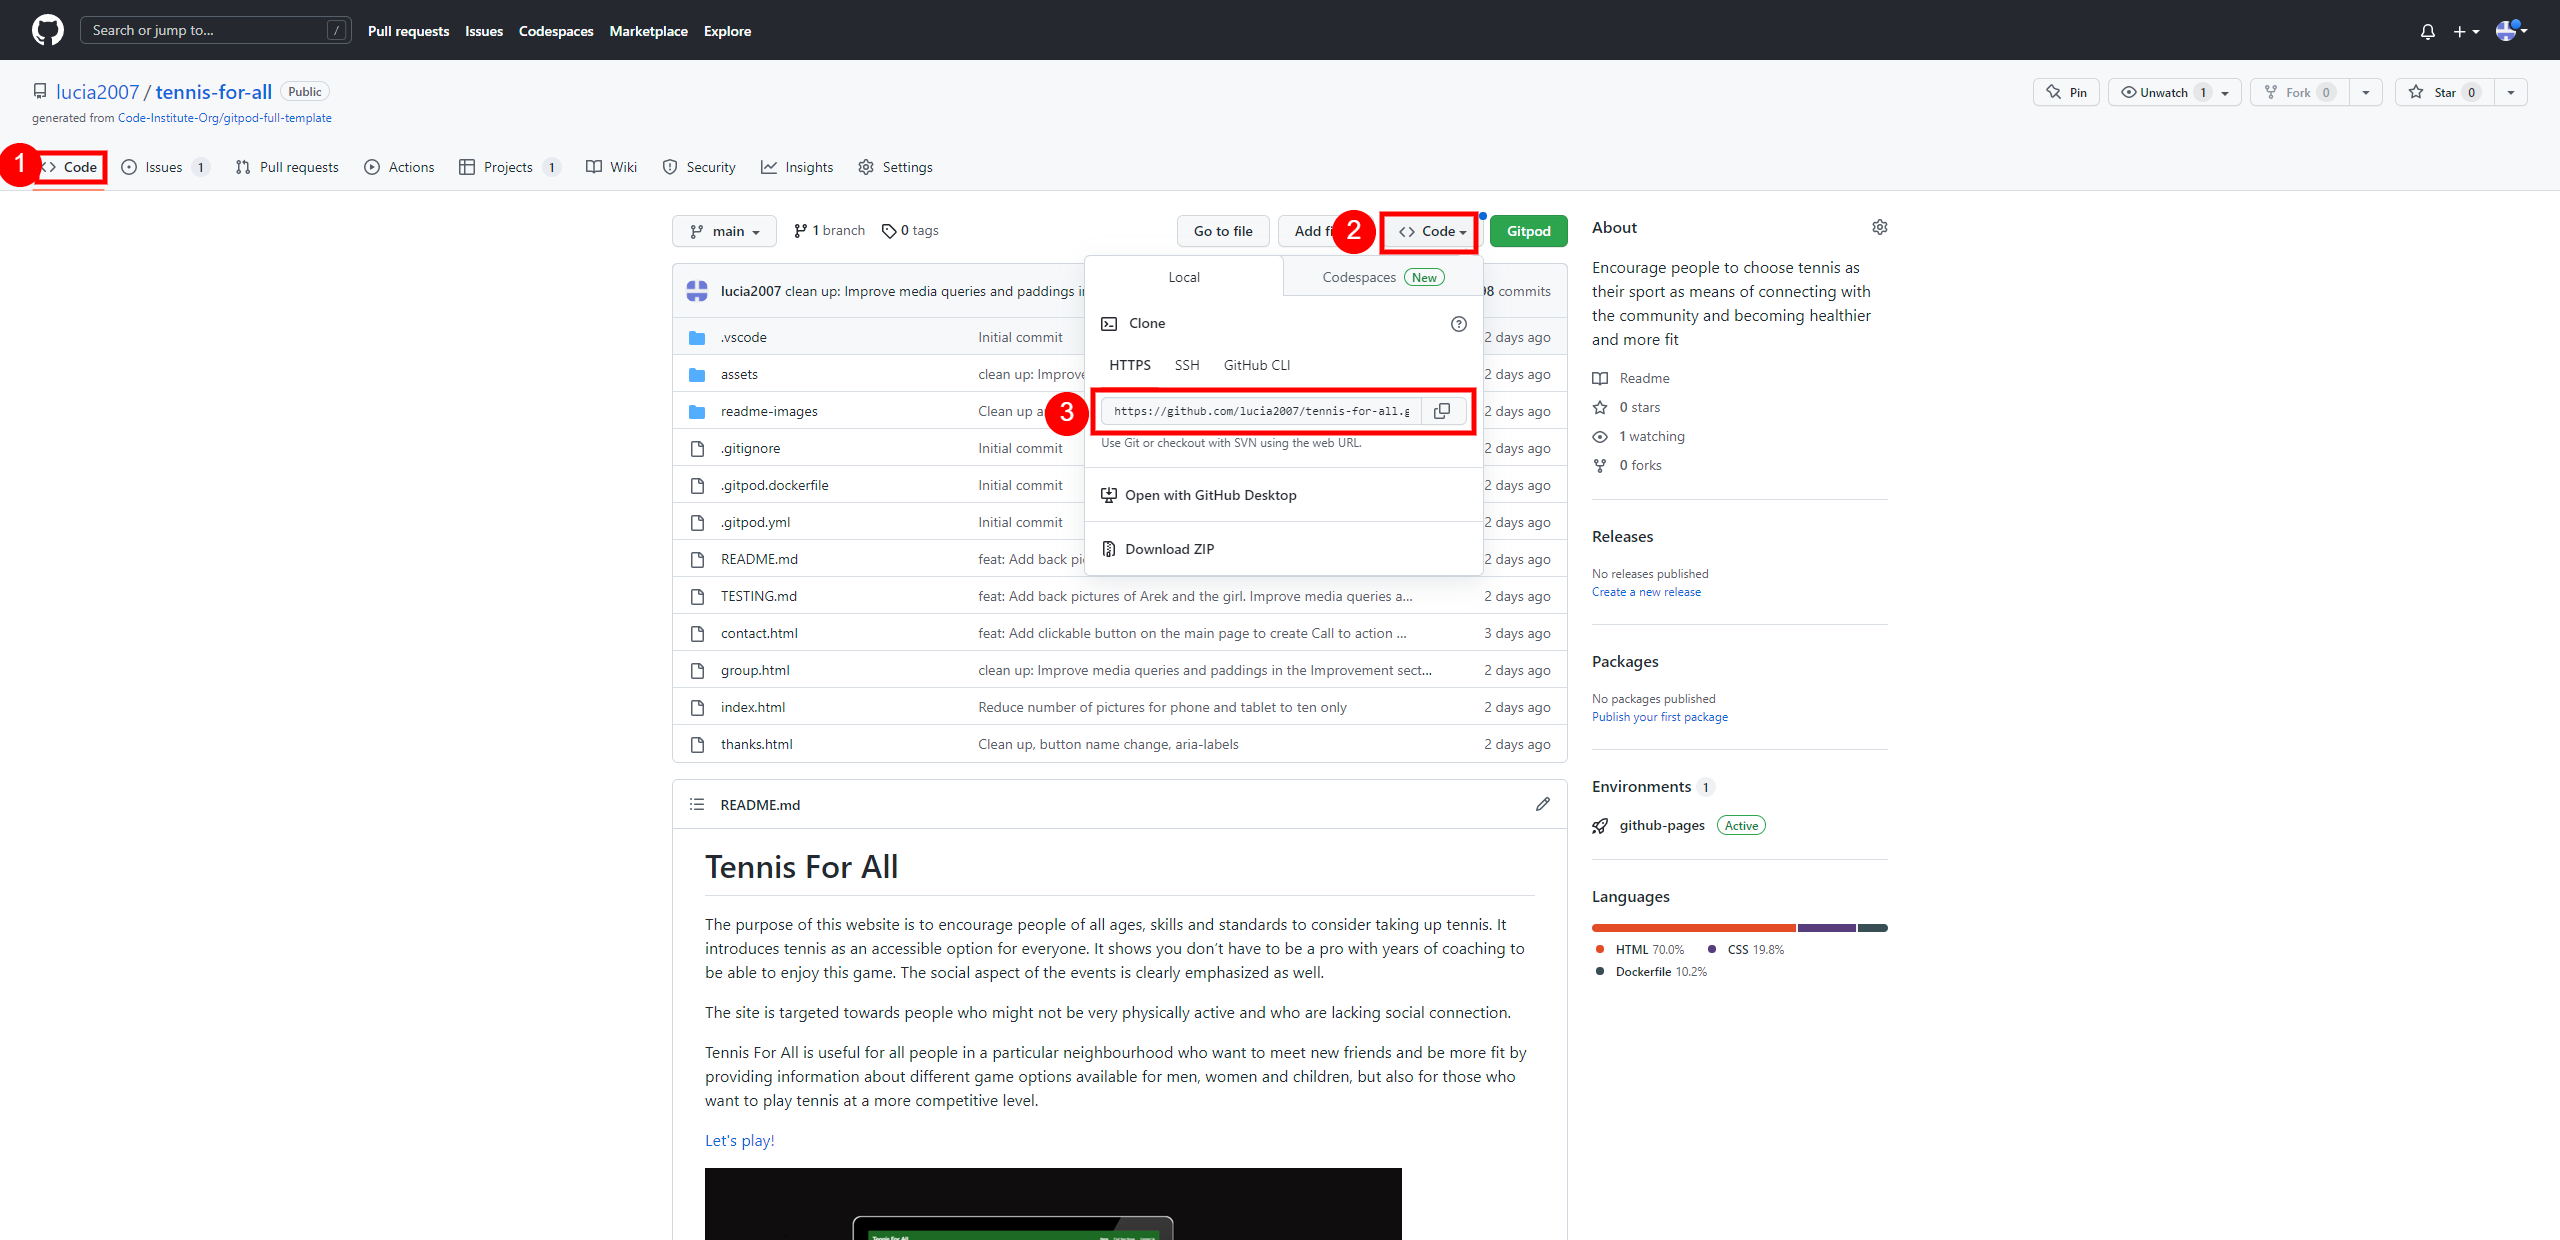 Search or jump to... /
Pull requests Issues Codespaces Marketplace Explore
lucia2007 / tennis-for-all Public
generated from Code-Institute-Org/gitpod-full-template
Pin Unwatch 1 Fork 0 Star 0
1 Code Issues 1 Pull requests Actions Projects 1 Wiki Security Insights Settings
main 1 branch 0 tags Go to file Add fi 2 Code Gitpod
lucia2007 clean up: Improve media queries and paddings i 98 commits
.vscode Initial commit 2 days ago
assets clean up: Improve 2 days ago
readme-images Clean up a 2 days ago
.gitignore Initial commit 2 days ago
.gitpod.dockerfile Initial commit 2 days ago
.gitpod.yml Initial commit 2 days ago
README.md feat: Add back pi 2 days ago
TESTING.md feat: Add back pictures of Arek and the girl. Improve media queries a... 2 days ago
contact.html feat: Add clickable button on the main page to create Call to action ... 3 days ago
group.html clean up: Improve media queries and paddings in the Improvement sect... 2 days ago
index.html Reduce number of pictures for phone and tablet to ten only 2 days ago
thanks.html Clean up, button name change, aria-labels 2 days ago
Local Codespaces New
Clone
HTTPS SSH GitHub CLI
3 https://github.com/lucia2007/tennis-for-all.g
Use Git or checkout with SVN using the web URL.
Open with GitHub Desktop
Download ZIP
README.md
Tennis For All
The purpose of this website is to encourage people of all ages, skills and standards to consider taking up tennis. It
introduces tennis as an accessible option for everyone. It shows you don’t have to be a pro with years of coaching to
be able to enjoy this game. The social aspect of the events is clearly emphasized as well.
The site is targeted towards people who might not be very physically active and who are lacking social connection.
Tennis For All is useful for all people in a particular neighbourhood who want to meet new friends and be more fit by
providing information about different game options available for men, women and children, but also for those who
want to play tennis at a more competitive level.
Let's play!
Tennis For All
About
Encourage people to choose tennis as
their sport as means of connecting with
the community and becoming healthier
and more fit
Readme
0 stars
1 watching
0 forks
Releases
No releases published
Create a new release
Packages
No packages published
Publish your first package
Environments 1
github-pages Active
Languages
HTML 70.0% CSS 19.8%
Dockerfile 10.2%